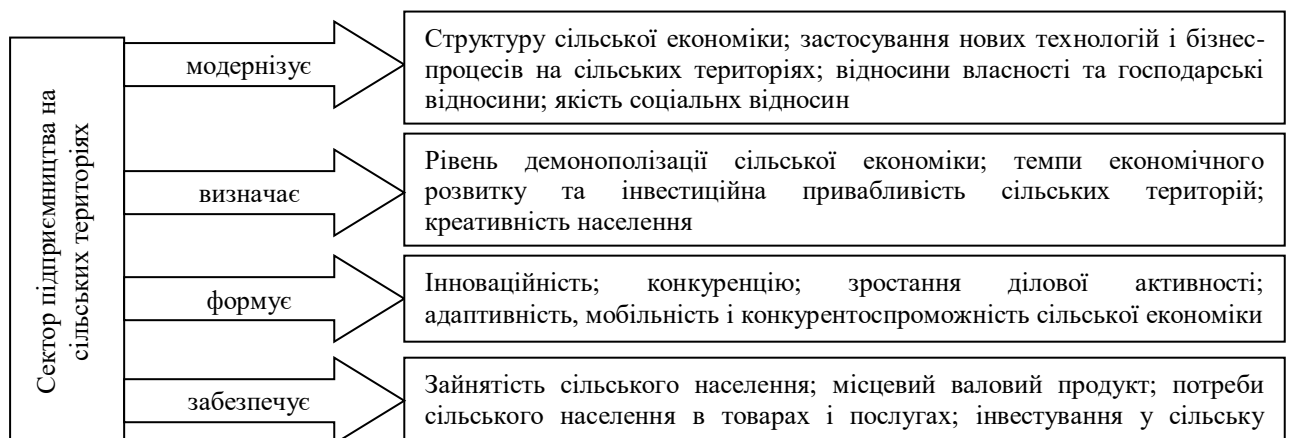 Сектор підприємництва на
сільських територіях
модернізує
Структуру сільської економіки; застосування нових технологій і бізнес-
процесів на сільських територіях; відносини власності та господарські
відносини; якість соціальнх відносин
визначає
Рівень демонополізації сільської економіки; темпи економічного
розвитку та інвестиційна привабливість сільських територій;
креативність населення
формує
Інноваційність; конкуренцію; зростання ділової активності;
адаптивність, мобільність і конкурентоспроможність сільської економіки
забезпечує
Зайнятість сільського населення; місцевий валовий продукт; потреби
сільського населення в товарах і послугах; інвестування у сільську